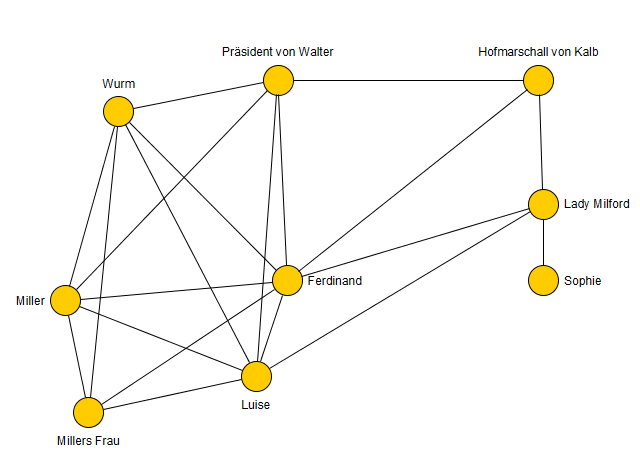 Präsident von Walter
Hofmarschall von Kalb
Wurm
Lady Milford
Ferdinand
Sophie
Miller
Luise
Millers Frau